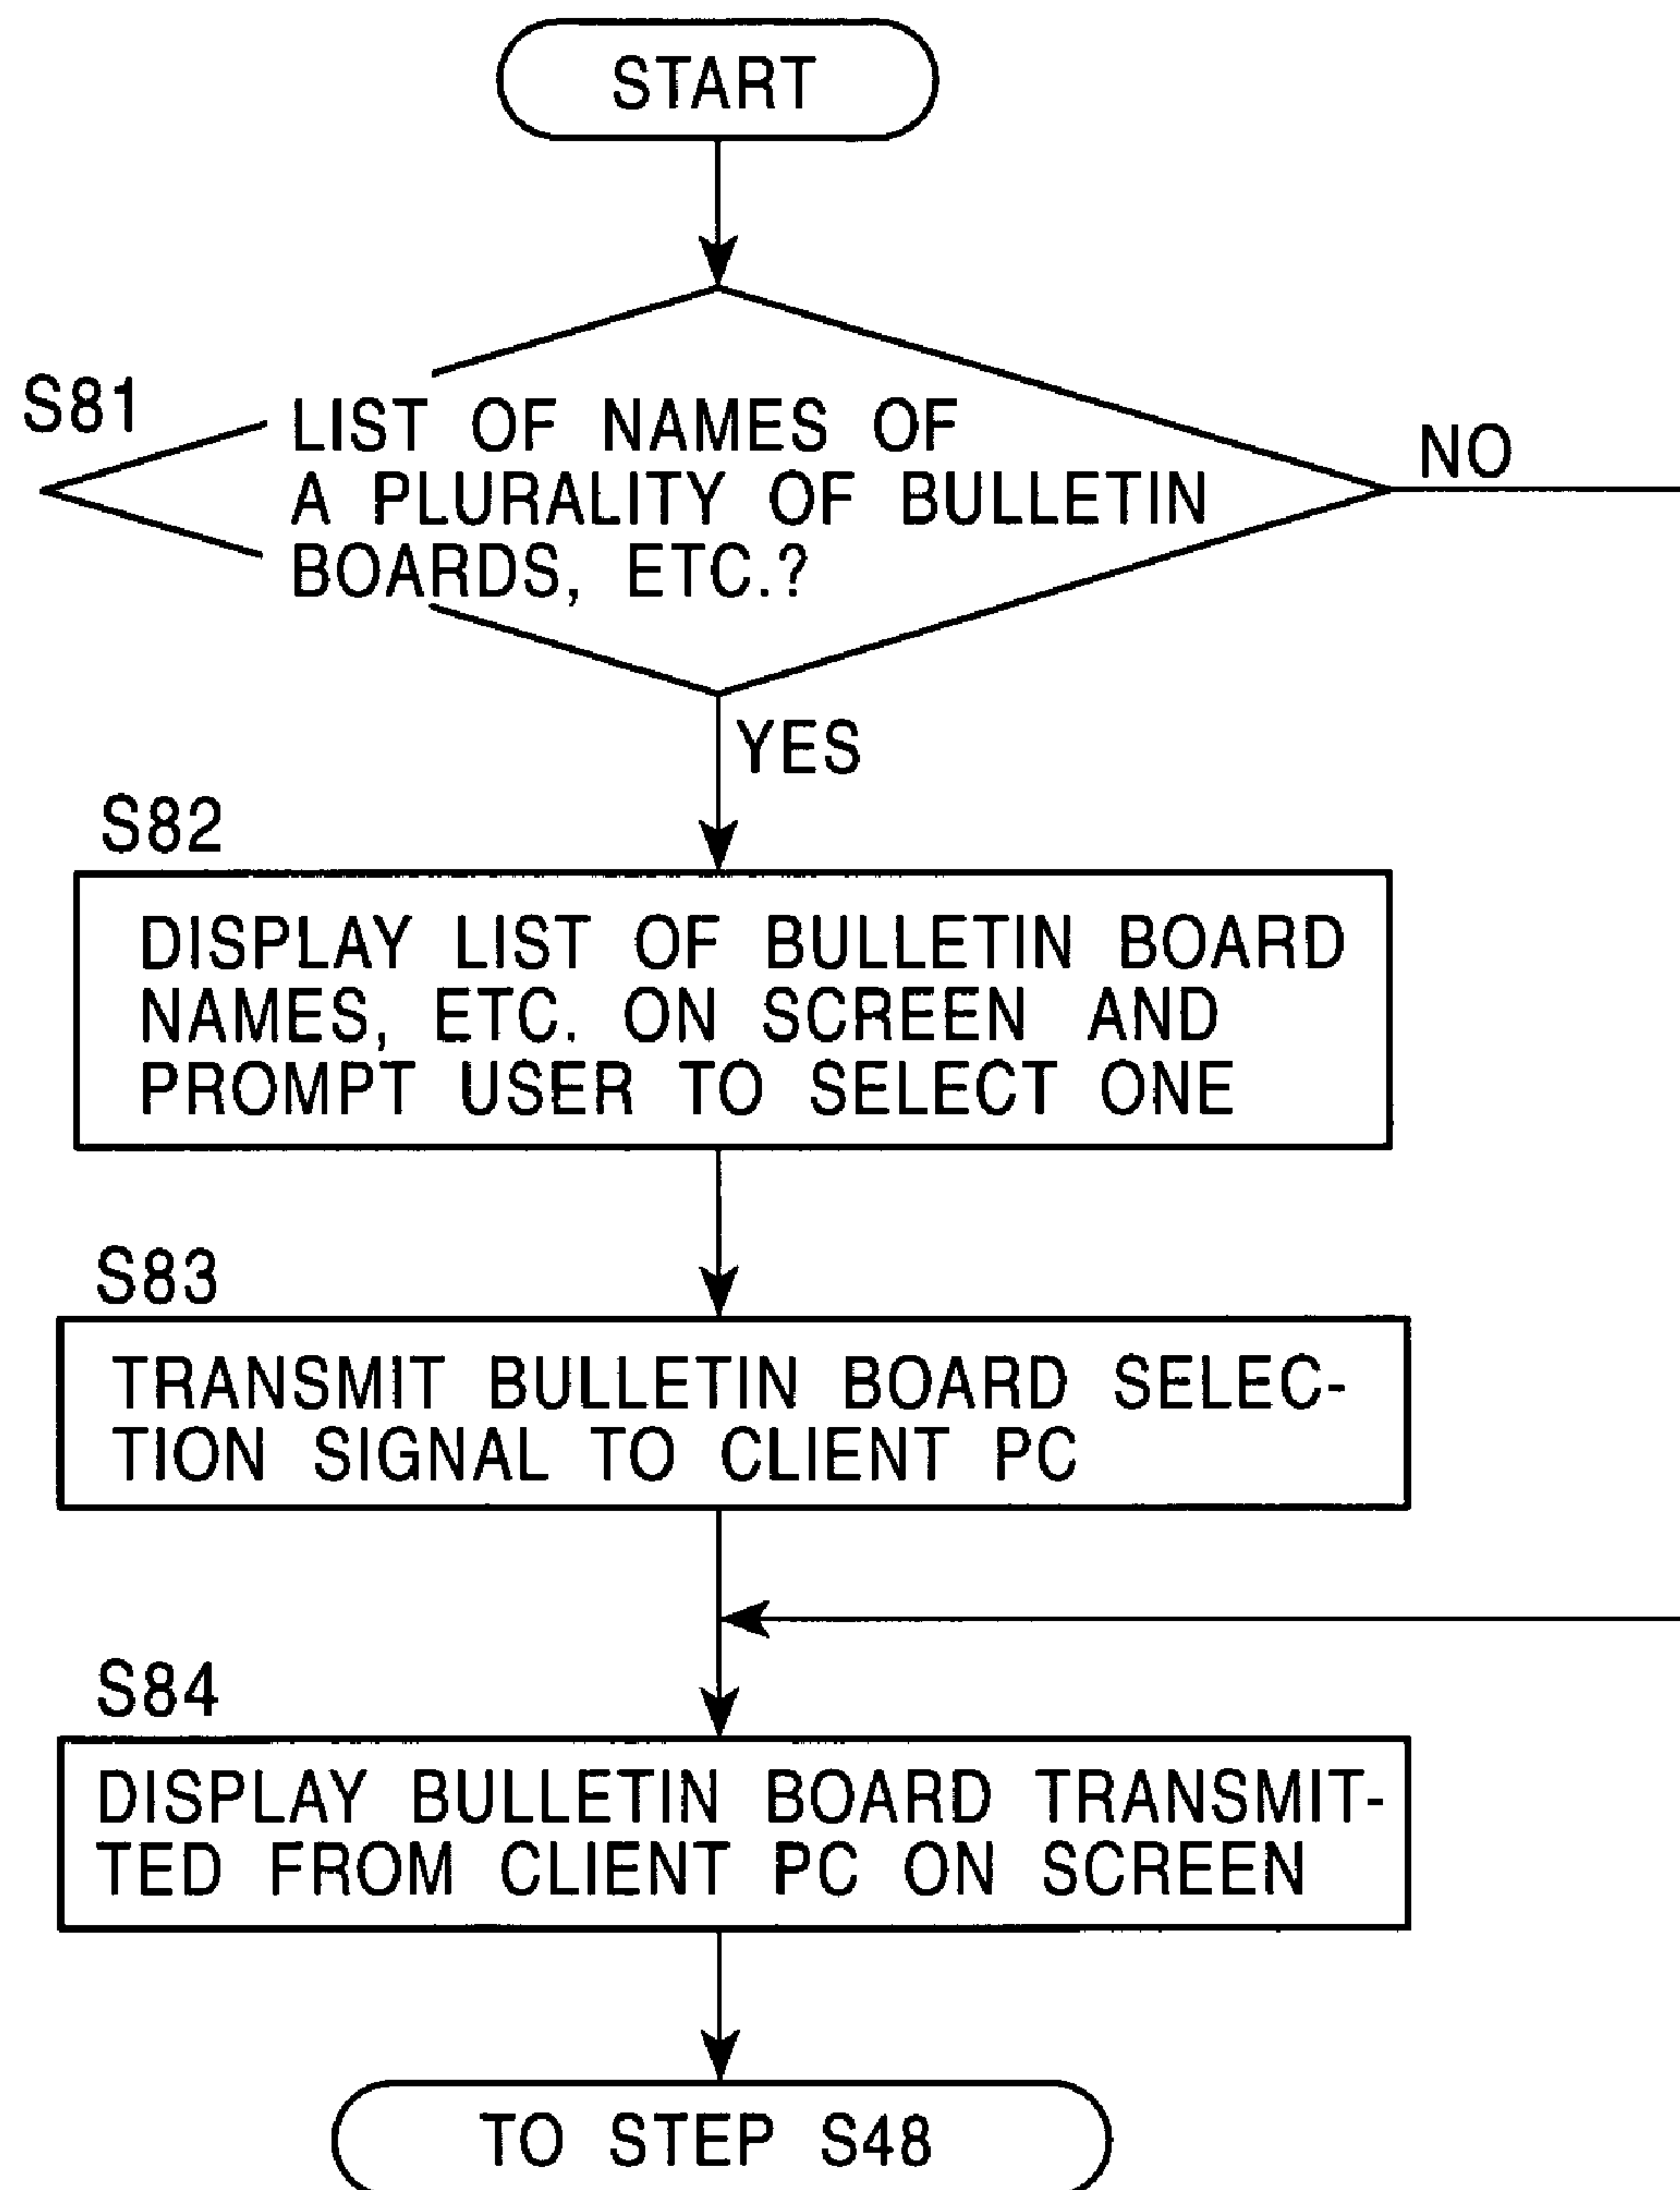 START
S81
LIST OF NAMES OF
A PLURALITY OF BULLETIN
BOARDS, ETC.?
NO
YES
S82
DISPLAY LIST OF BULLETIN BOARD
NAMES, ETC. ON SCREEN AND
PROMPT USER TO SELECT ONE
S83
TRANSMIT BULLETIN BOARD SELEC-
TION SIGNAL TO CLIENT PC
S84
DISPLAY BULLETIN BOARD TRANSMIT-
TED FROM CLIENT PC ON SCREEN
TO STEP S48